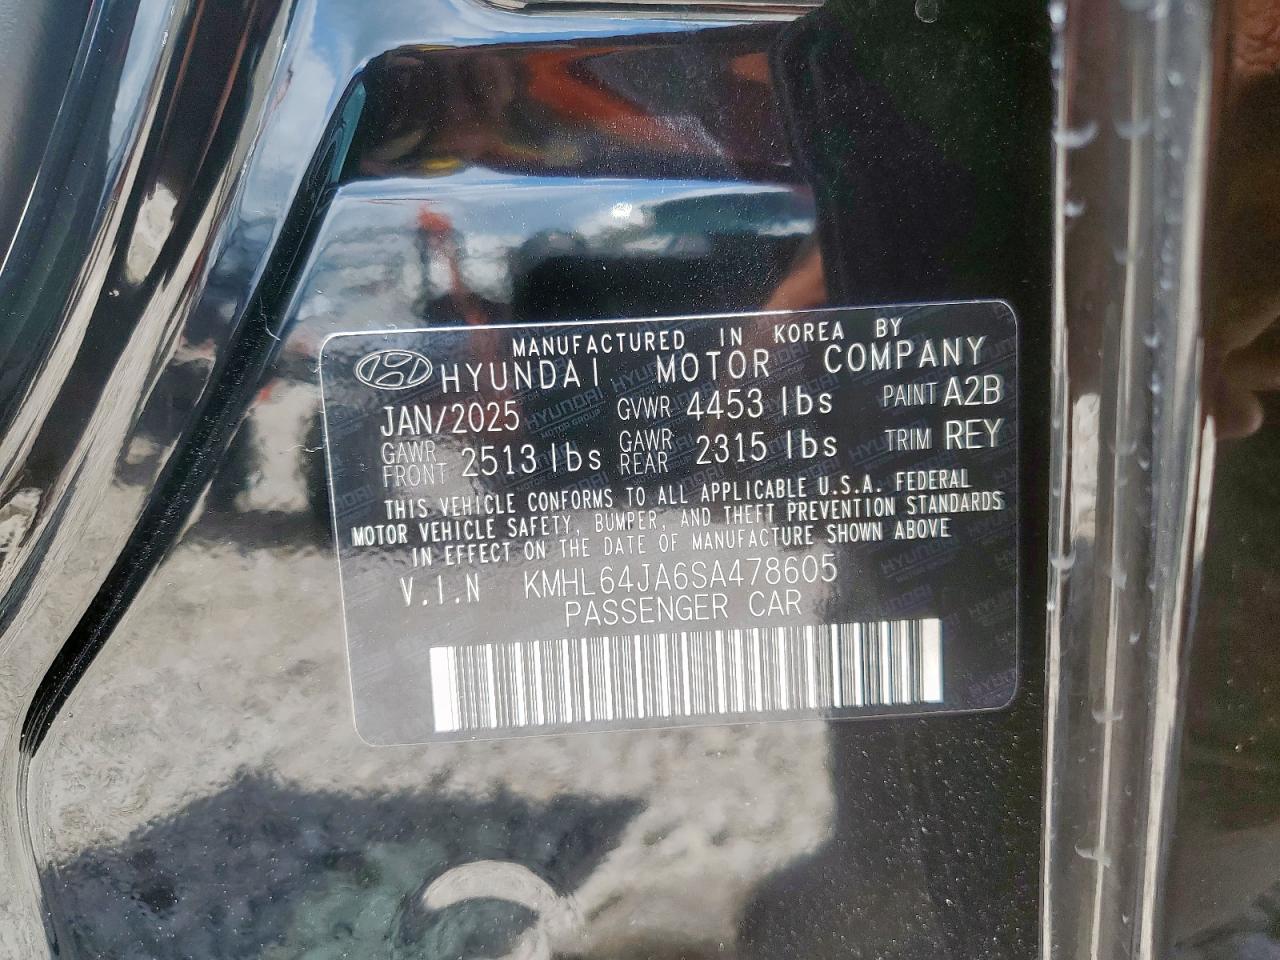 MANUFACTURED IN KOREA BY
HYUNDAI MOTOR COMPANY
JAN/2025 GVWR 4453 lbs PAINT A2B
GAWR FRONT 2513 lbs GAWR REAR 2315 lbs TRIM REY
THIS VEHICLE CONFORMS TO ALL APPLICABLE U.S.A. FEDERAL
MOTOR VEHICLE SAFETY, BUMPER, AND THEFT PREVENTION STANDARDS
IN EFFECT ON THE DATE OF MANUFACTURE SHOWN ABOVE
V.I.N KMHL64JA6SA478605
PASSENGER CAR